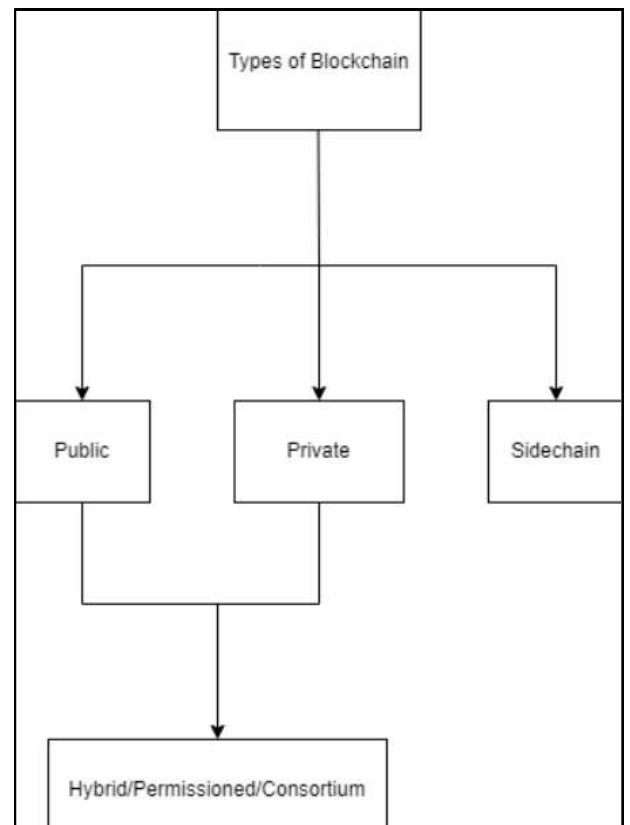 Types of Blockchain
Public
Private
Sidechain
Hybrid/Permissioned/Consortium